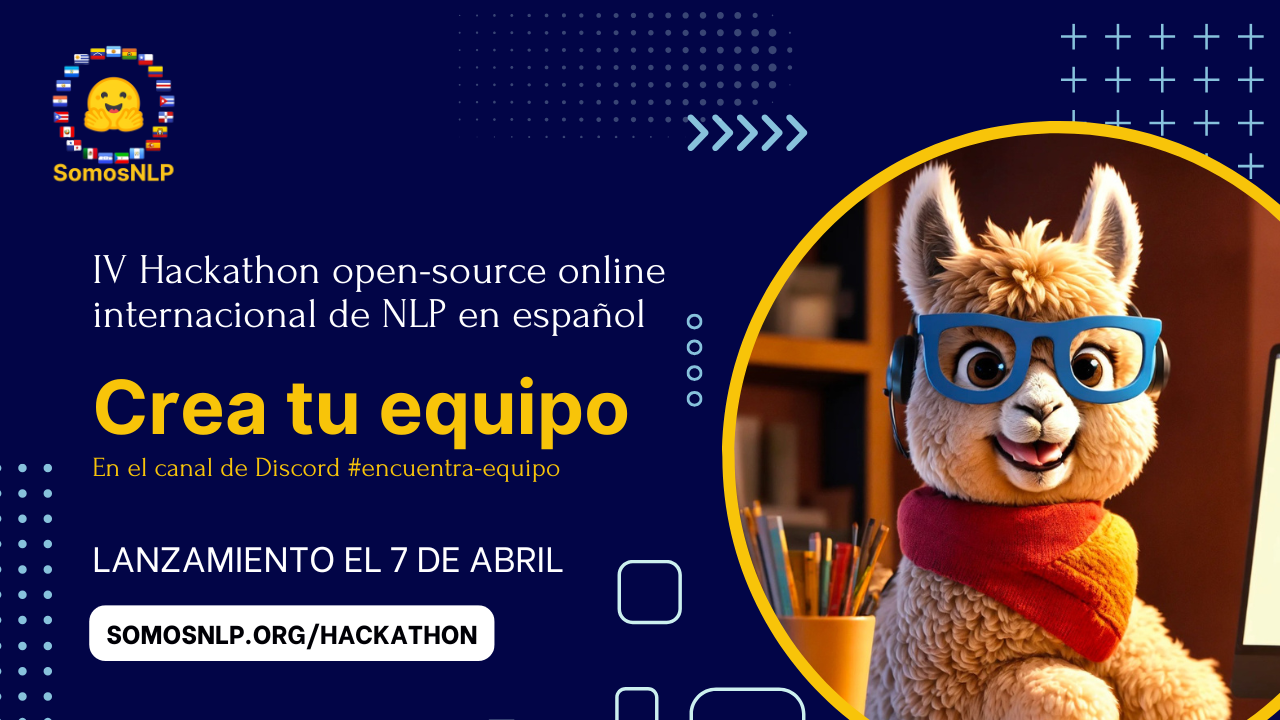 SomosNLP
IV Hackathon open-source online
internacional de NLP en español
Crea tu equipo
En el canal de Discord #encuentra-equipo
LANZAMIENTO EL 7 DE ABRIL
SOMOSNLP.ORG/HACKATHON